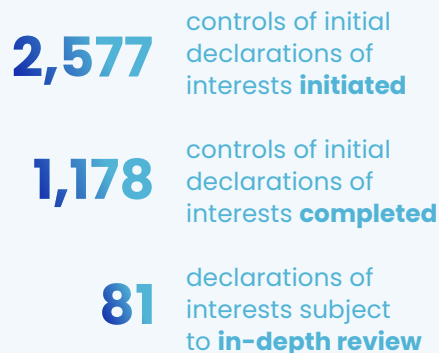 2,577
controls of initial
declarations of
interests initiated
1,178
controls of initial
declarations of
interests completed
81
declarations of
interests subject
to in-depth review